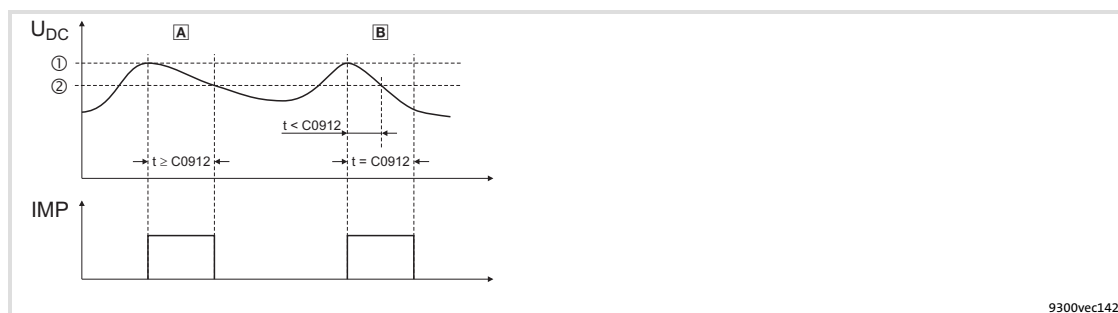 U_DC
A
B
①
②
t < C0912
t ≥ C0912
t = C0912
IMP
9300vec142